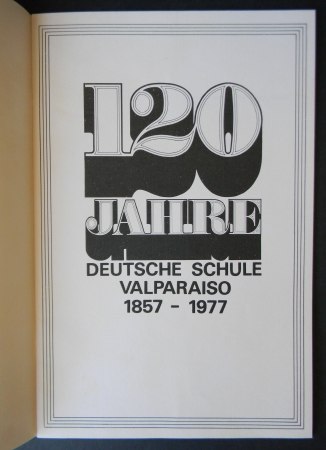 120
JAHRE
DEUTSCHE SCHULE
VALPARAISO
1857 - 1977